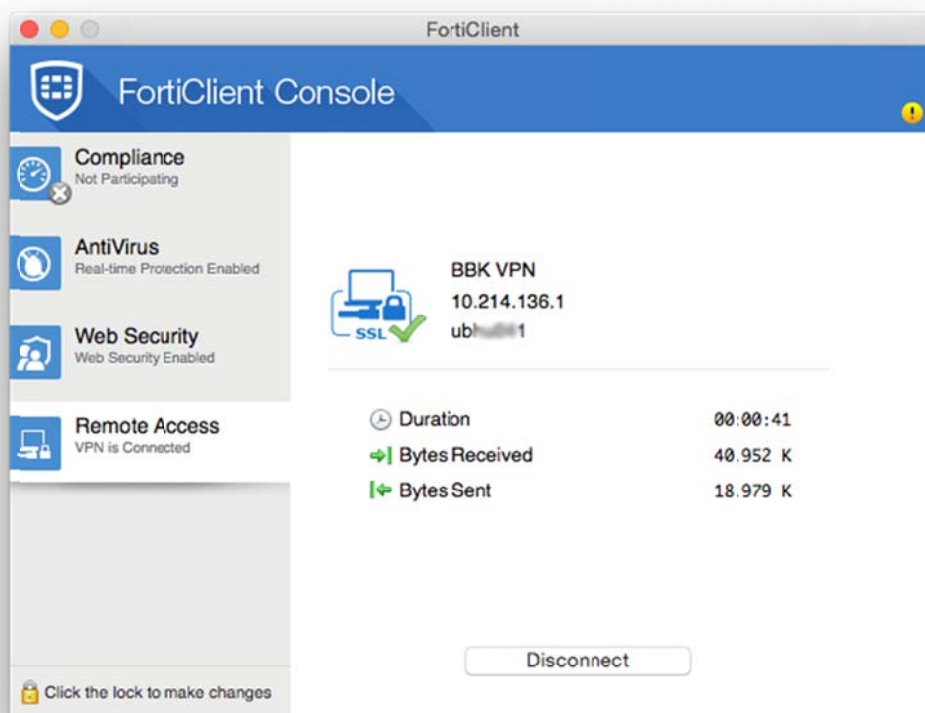 FortiClient
FortiClient Console
Compliance
Not Participating
AntiVirus
Real-time Protection Enabled
Web Security
Web Security Enabled
Remote Access
VPN is Connected
Click the lock to make changes
SSL
BBK VPN
10.214.136.1
Duration 00:00:41
Bytes Received 40.952 K
Bytes Sent 18.979 K
Disconnect